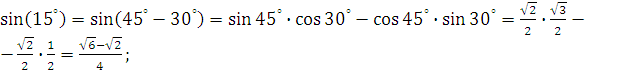 sin(15°) = sin(45° − 30°) = sin 45° · cos 30° − cos 45° · sin 30° = √2/2 · √3/2 −
− √2/2 · 1/2 = (√6−√2)/4;